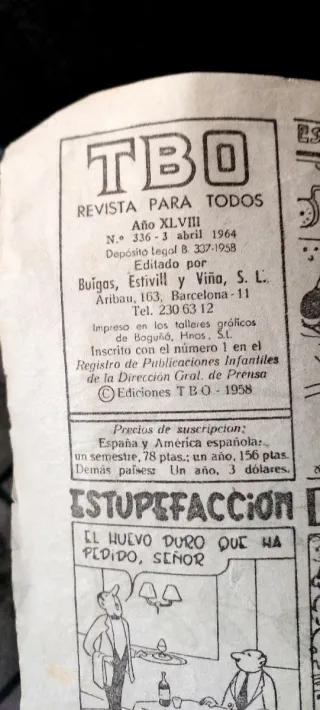 TBO
REVISTA PARA TODOS
Año XLVIII
N.º 336 - 3 abril 1964
Depósito Legal B. 337-1958
Editado por
Buigas, Estivill y Viña, S. L.
Aribau, 163, Barcelona - 11
Tel. 230 63 12
Impreso en los talleres gráficos
de Baguñá, Hnos, S.L.
Inscrito con el número 1 en el
Registro de Publicaciones Infantiles
de la Dirección Gral. de Prensa
© Ediciones T B O - 1958
Precios de suscripcion:
España y América española:
un semestre, 78 ptas.; un año, 156 ptas.
Demás países: Un año, 3 dólares.
ESTUPEFACCIÓN
EL HUEVO DURO QUE HA
PEDIDO, SEÑOR